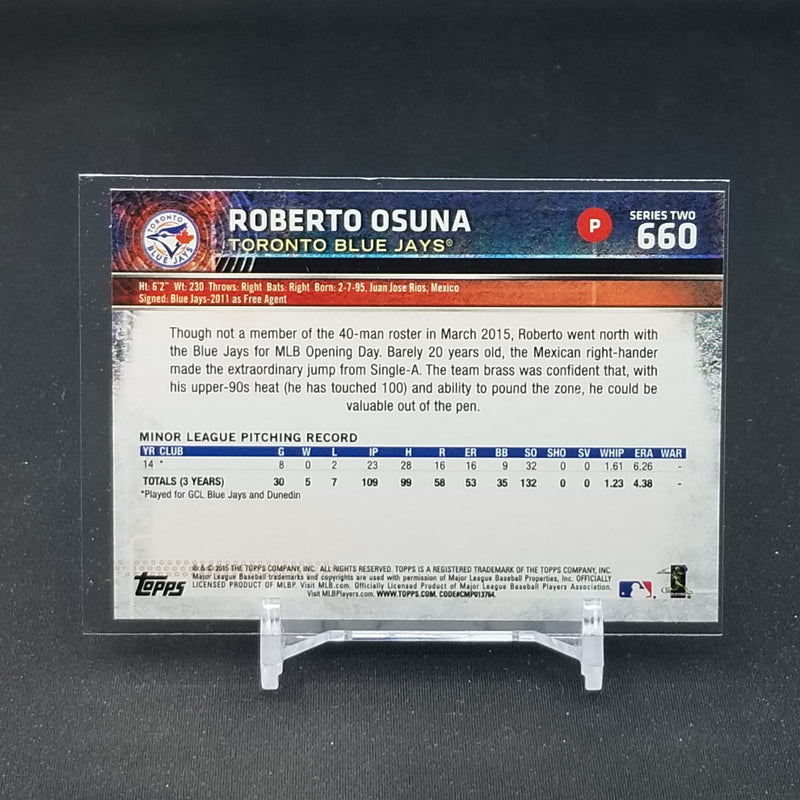 TORONTO
BLUE JAYS
ROBERTO OSUNA
TORONTO BLUE JAYS®
P
SERIES TWO
660
Ht: 6'2" Wt: 230 Throws: Right Bats: Right Born: 2-7-95, Juan Jose Rios, Mexico
Signed: Blue Jays-2011 as Free Agent
Though not a member of the 40-man roster in March 2015, Roberto went north with
the Blue Jays for MLB Opening Day. Barely 20 years old, the Mexican right-hander
made the extraordinary jump from Single-A. The team brass was confident that, with
his upper-90s heat (he has touched 100) and ability to pound the zone, he could be
valuable out of the pen.
MINOR LEAGUE PITCHING RECORD
YR CLUB G W L IP H R ER BB SO SHO SV WHIP ERA WAR
14 * 8 0 2 23 28 16 16 9 32 0 0 1.61 6.26 -
TOTALS (3 YEARS) 30 5 7 109 99 58 53 35 132 0 0 1.23 4.38 -
*Played for GCL Blue Jays and Dunedin
®/& © 2015 THE TOPPS COMPANY, INC. ALL RIGHTS RESERVED. TOPPS IS A REGISTERED TRADEMARK OF THE TOPPS COMPANY, INC.
Major League Baseball trademarks and copyrights are used with permission of Major League Baseball Properties, Inc. OFFICIALLY
LICENSED PRODUCT OF MLBP. Visit MLB.com. Officially Licensed Product of Major League Baseball Players Association.
Visit MLBPlayers.com. WWW.TOPPS.COM. CODE#CMP013764.
Topps